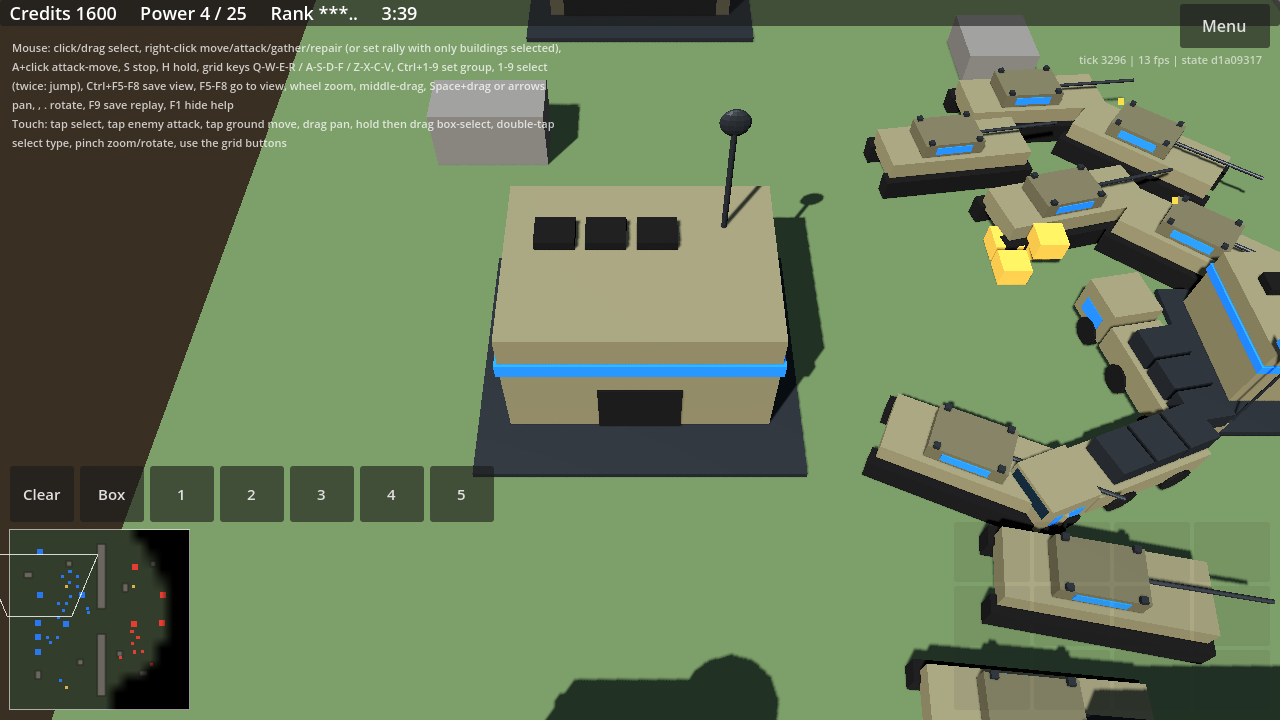 Credits 1600 Power 4 / 25 Rank ***.. 3:39
Menu
Mouse: click/drag select, right-click move/attack/gather/repair (or set rally with only buildings selected),
A+click attack-move, S stop, H hold, grid keys Q-W-E-R / A-S-D-F / Z-X-C-V, Ctrl+1-9 set group, 1-9 select
(twice: jump), Ctrl+F5-F8 save view, F5-F8 go to view, wheel zoom, middle-drag, Space+drag or arrows
pan, , . rotate, F9 save replay, F1 hide help
Touch: tap select, tap enemy attack, tap ground move, drag pan, hold then drag box-select, double-tap
select type, pinch zoom/rotate, use the grid buttons
tick 3296 | 13 fps | state d1a09317
Clear Box 1 2 3 4 5